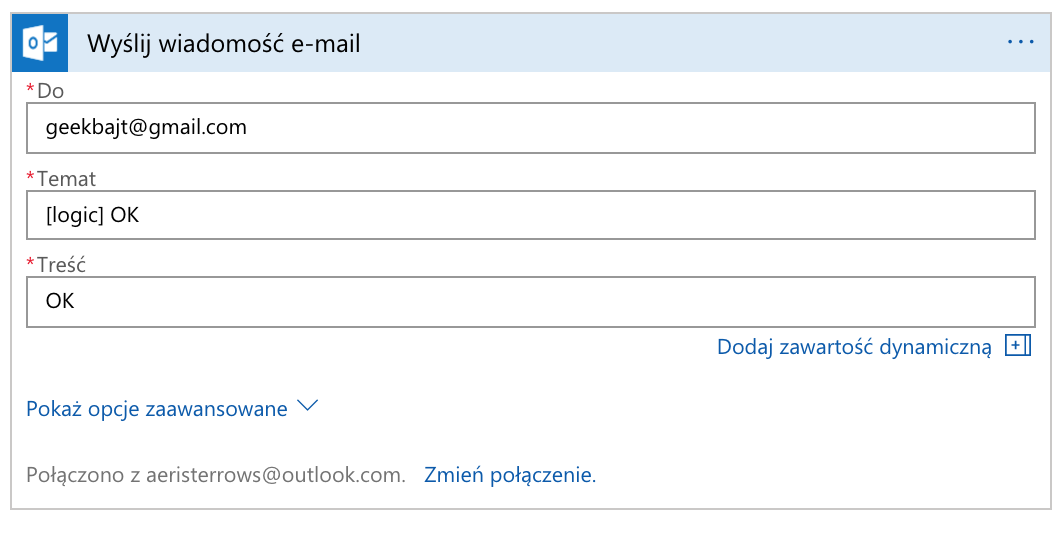 Wyślij wiadomość e-mail
*Do
geekbajt@gmail.com
*Temat
[logic] OK
*Treść
OK
Dodaj zawartość dynamiczną
Pokaż opcje zaawansowane
Połączono z aeristerrows@outlook.com. Zmień połączenie.